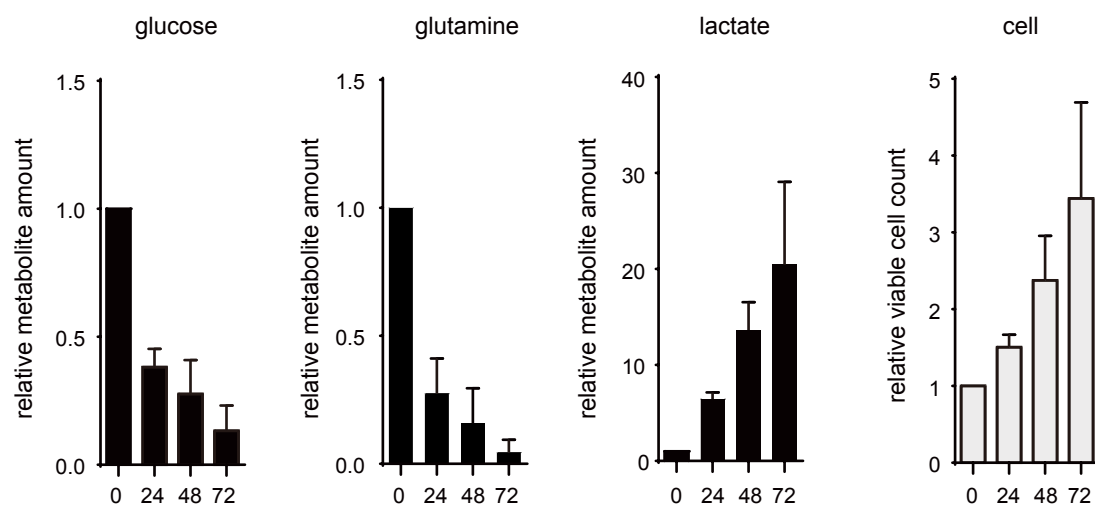 glucose
glutamine
lactate
cell
relative metabolite amount
1.5
1.0
0.5
0.0
0 24 48 72
relative metabolite amount
1.5
1.0
0.5
0.0
0 24 48 72
relative metabolite amount
40
30
20
10
0
0 24 48 72
relative viable cell count
5
4
3
2
1
0
0 24 48 72